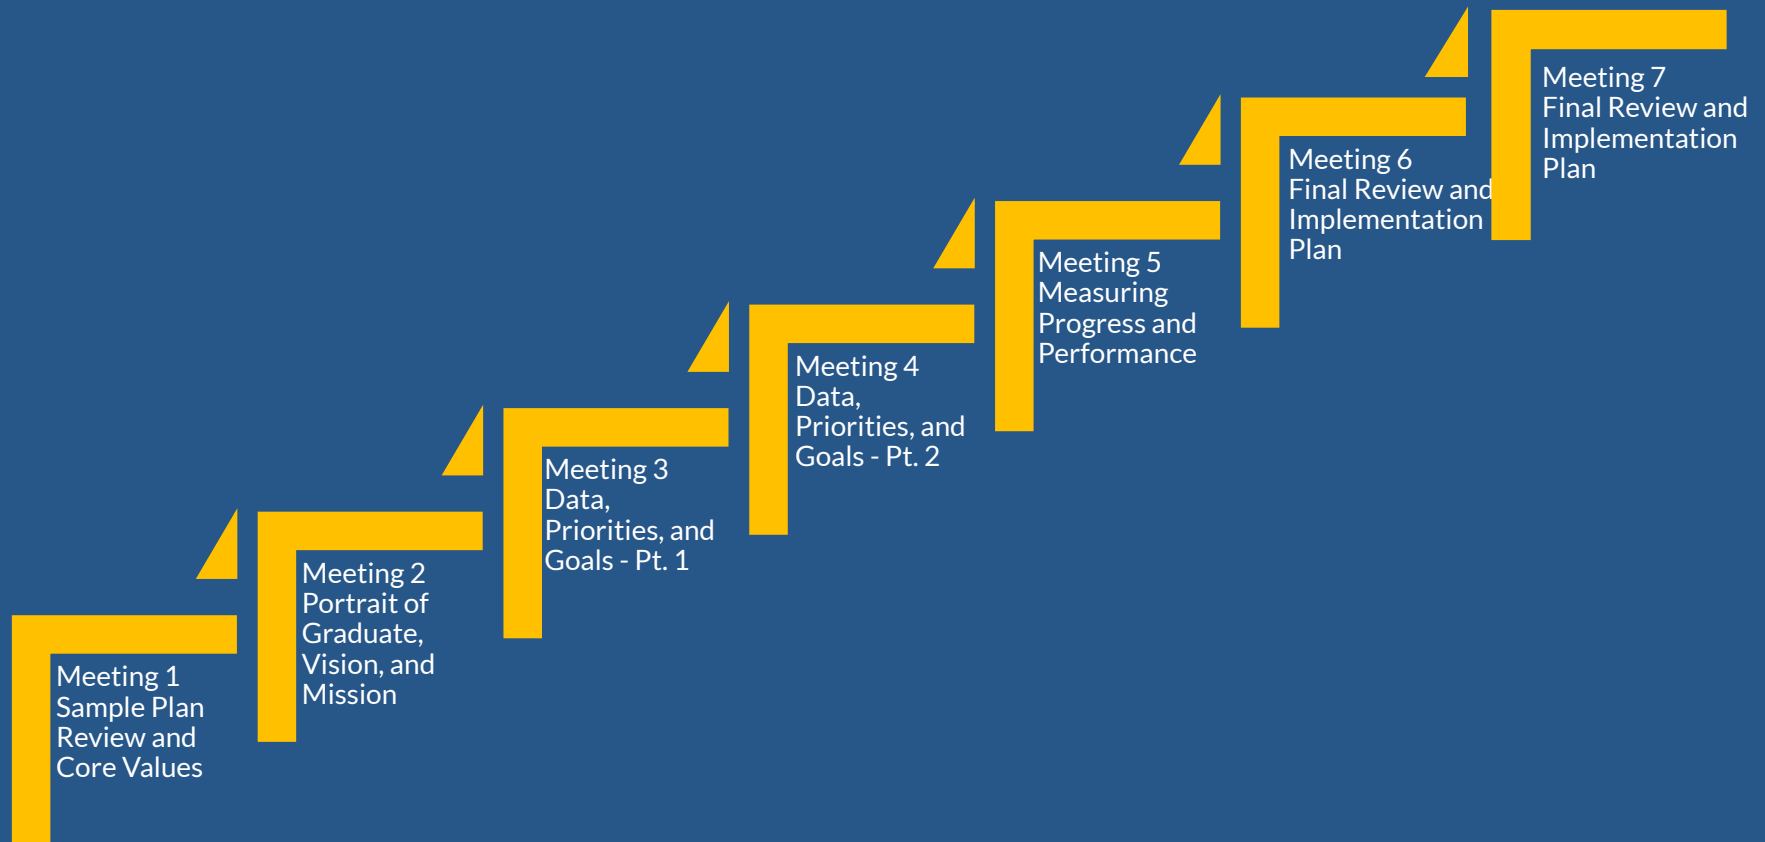 Meeting 1
Sample Plan
Review and
Core Values
Meeting 2
Portrait of
Graduate,
Vision, and
Mission
Meeting 3
Data,
Priorities, and
Goals - Pt. 1
Meeting 4
Data,
Priorities, and
Goals - Pt. 2
Meeting 5
Measuring
Progress and
Performance
Meeting 6
Final Review and
Implementation
Plan
Meeting 7
Final Review and
Implementation
Plan